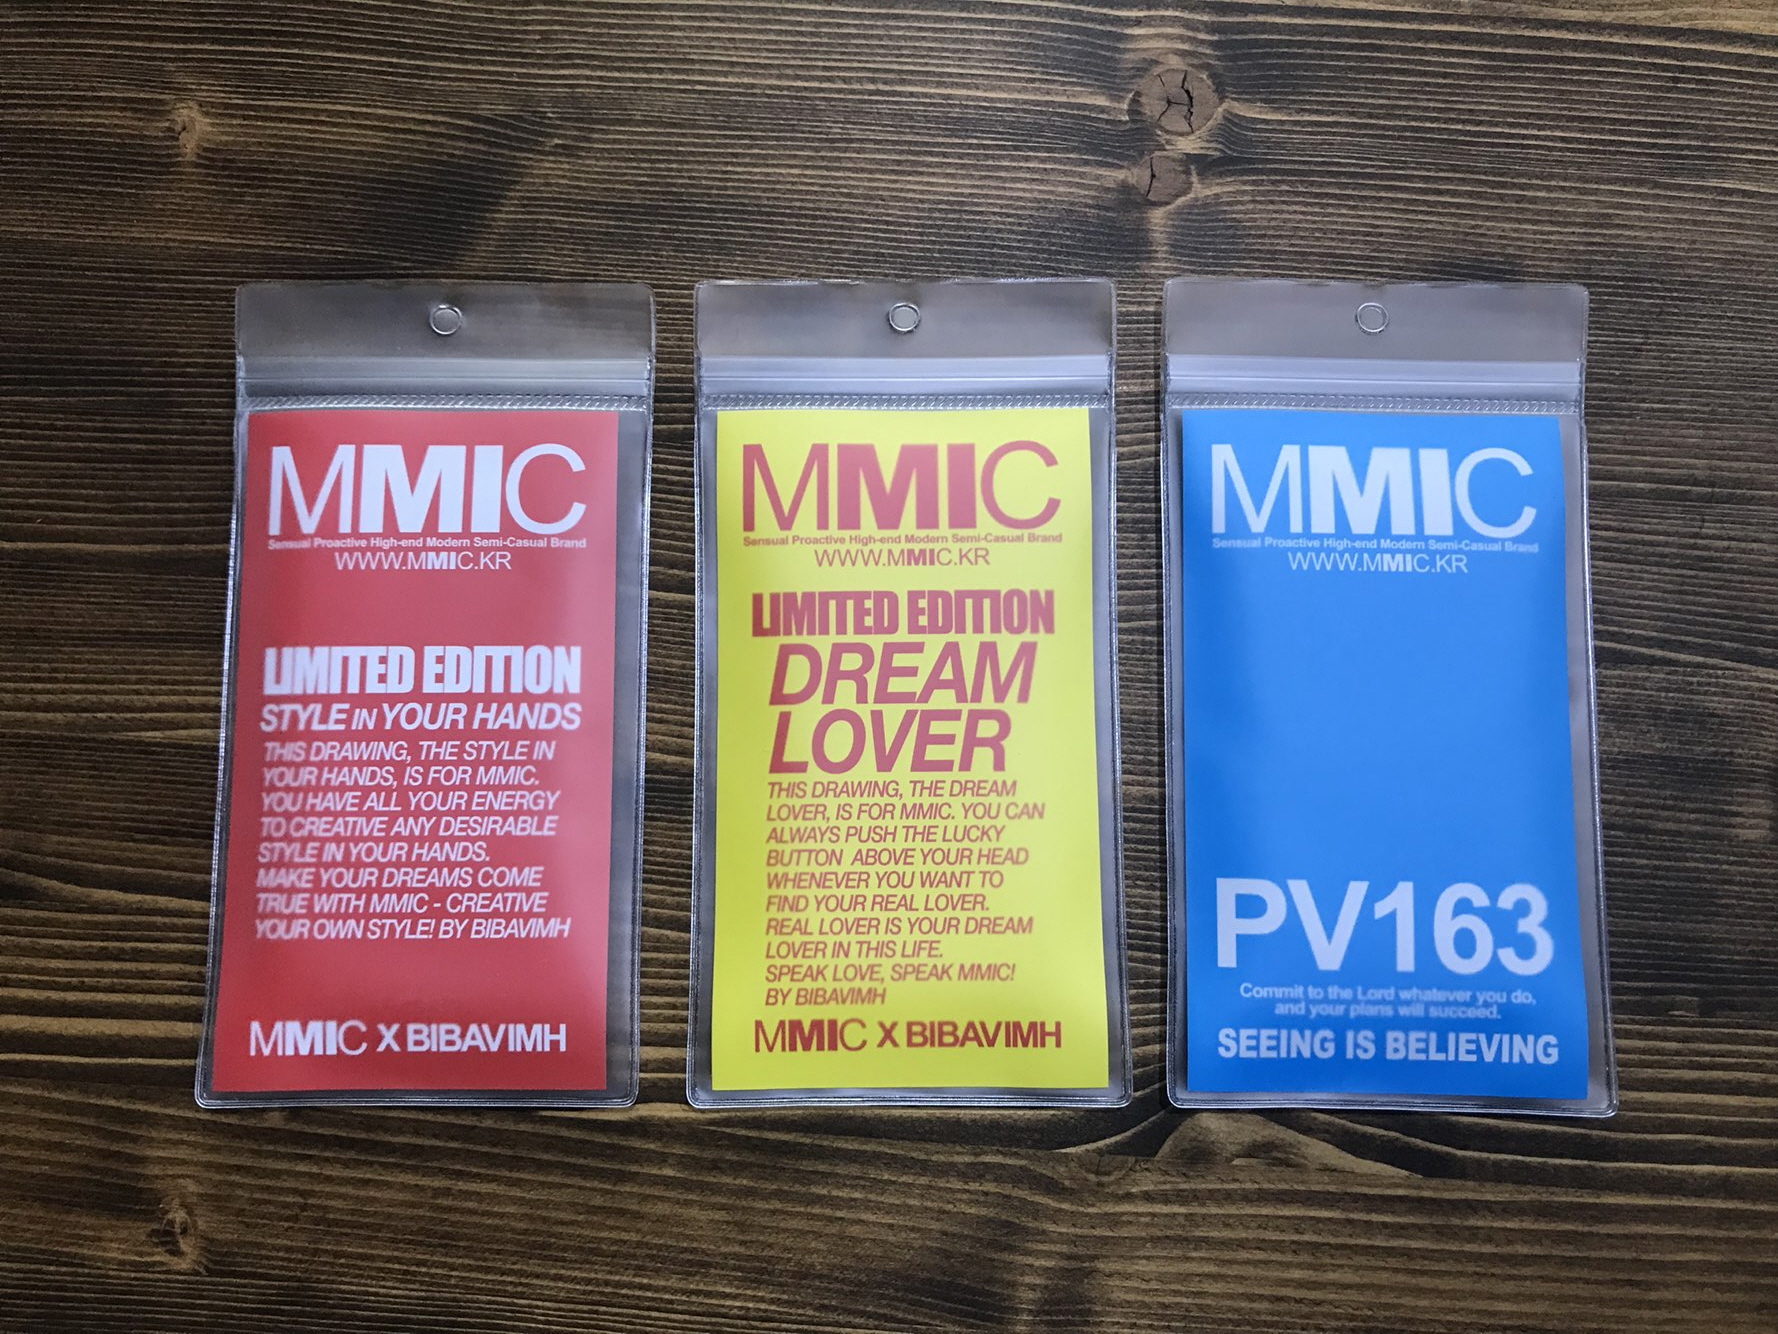 MMIC
Sensual Proactive High-end Modern Semi-Casual Brand
WWW.MMIC.KR
LIMITED EDITION
STYLE IN YOUR HANDS
THIS DRAWING, THE STYLE IN
YOUR HANDS, IS FOR MMIC.
YOU HAVE ALL YOUR ENERGY
TO CREATIVE ANY DESIRABLE
STYLE IN YOUR HANDS.
MAKE YOUR DREAMS COME
TRUE WITH MMIC - CREATIVE
YOUR OWN STYLE! BY BIBAVIMH
MMIC X BIBAVIMH
MMIC
Sensual Proactive High-end Modern Semi-Casual Brand
WWW.MMIC.KR
LIMITED EDITION
DREAM
LOVER
THIS DRAWING, THE DREAM
LOVER, IS FOR MMIC. YOU CAN
ALWAYS PUSH THE LUCKY
BUTTON ABOVE YOUR HEAD
WHENEVER YOU WANT TO
FIND YOUR REAL LOVER.
REAL LOVER IS YOUR DREAM
LOVER IN THIS LIFE.
SPEAK LOVE, SPEAK MMIC!
BY BIBAVIMH
MMIC X BIBAVIMH
MMIC
Sensual Proactive High-end Modern Semi-Casual Brand
WWW.MMIC.KR
PV163
Commit to the Lord whatever you do,
and your plans will succeed.
SEEING IS BELIEVING